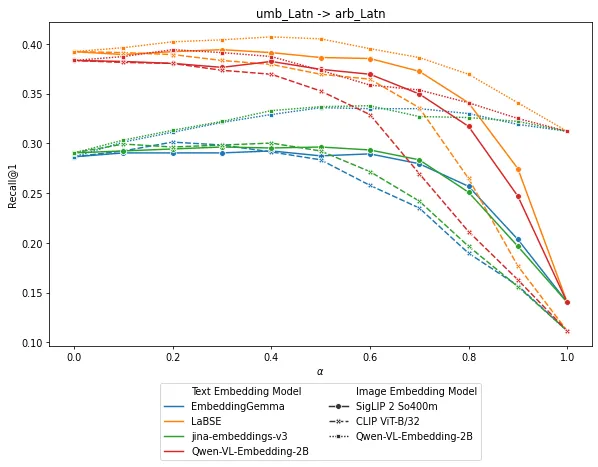 umb_Latn -> arb_Latn
Recall@1
0.40
0.35
0.30
0.25
0.20
0.15
0.10
0.0 0.2 0.4 0.6 0.8 1.0
α
Text Embedding Model
EmbeddingGemma
LaBSE
jina-embeddings-v3
Qwen-VL-Embedding-2B
Image Embedding Model
SigLIP 2 So400m
CLIP ViT-B/32
Qwen-VL-Embedding-2B